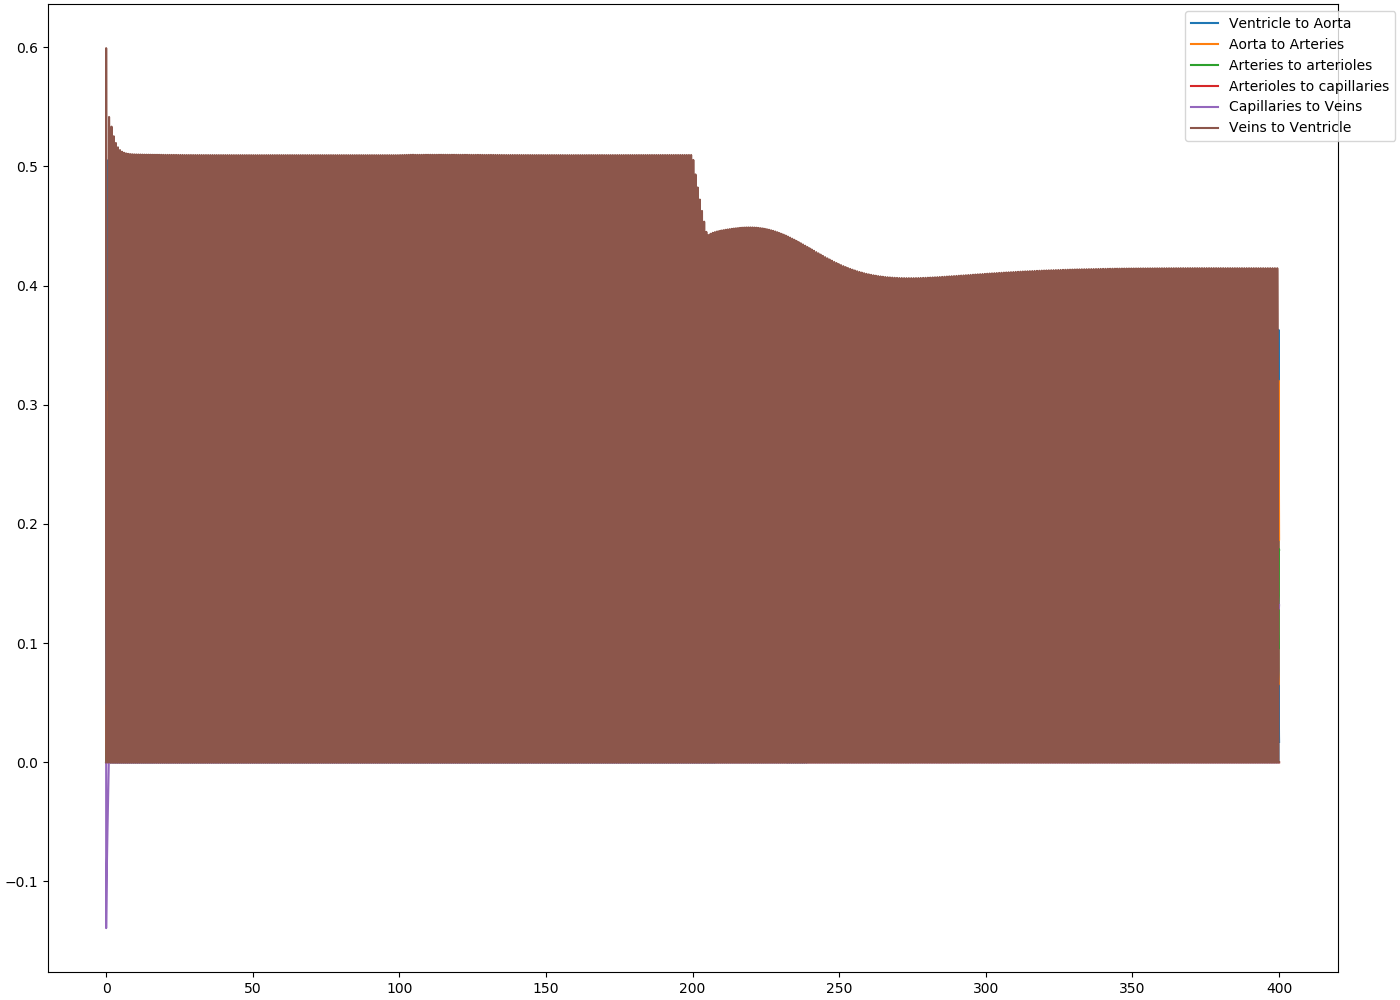 Ventricle to Aorta
Aorta to Arteries
Arteries to arterioles
Arterioles to capillaries
Capillaries to Veins
Veins to Ventricle
0.6
0.5
0.4
0.3
0.2
0.1
0.0
−0.1
0 50 100 150 200 250 300 350 400